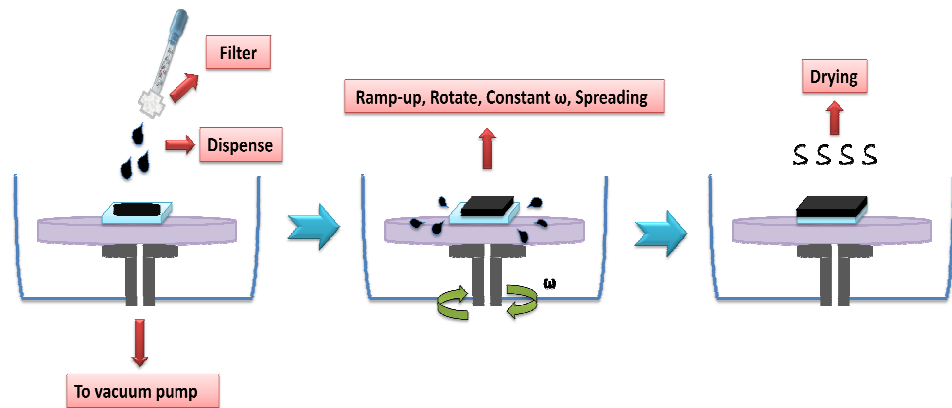 Filter
Dispense
To vacuum pump
Ramp-up, Rotate, Constant ω, Spreading
ω
Drying
S S S S